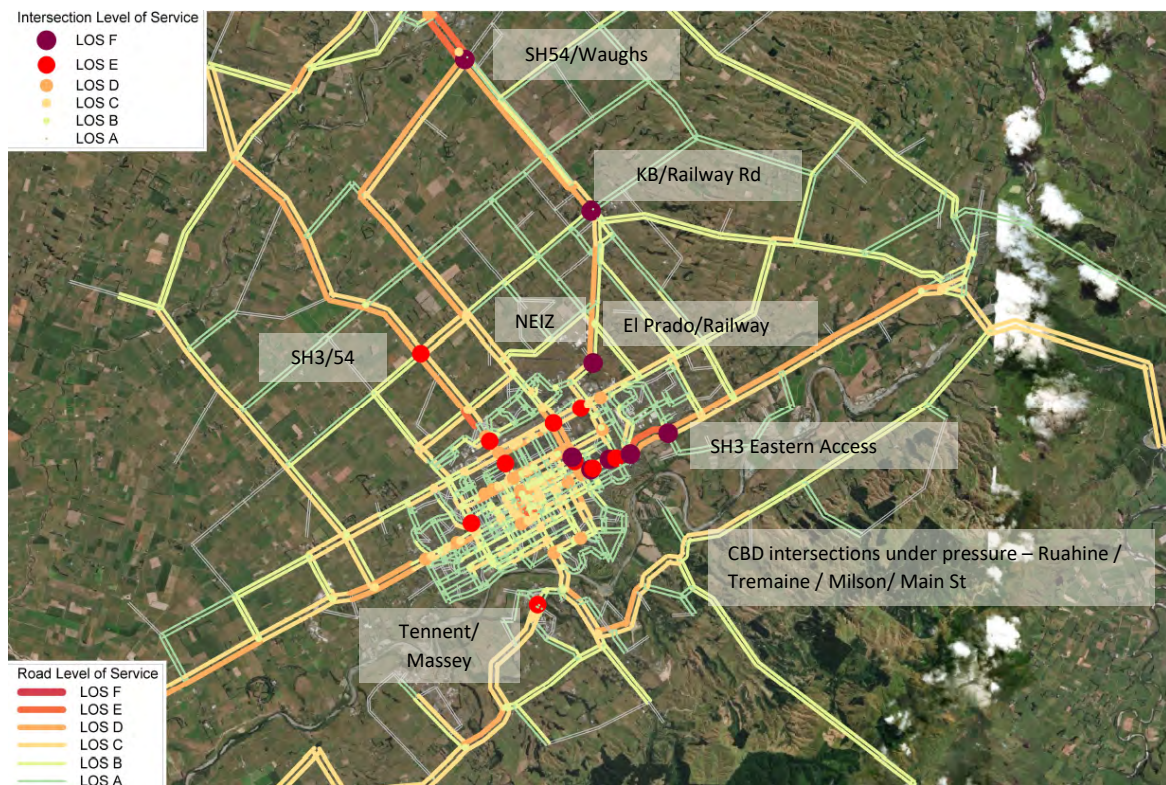 Intersection Level of Service
LOS F
LOS E
LOS D
LOS C
LOS B
LOS A
SH54/Waughs
KB/Railway Rd
NEIZ
El Prado/Railway
SH3/54
SH3 Eastern Access
CBD intersections under pressure – Ruahine /
Tremaine / Milson/ Main St
Tennent/
Massey
Road Level of Service
LOS F
LOS E
LOS D
LOS C
LOS B
LOS A